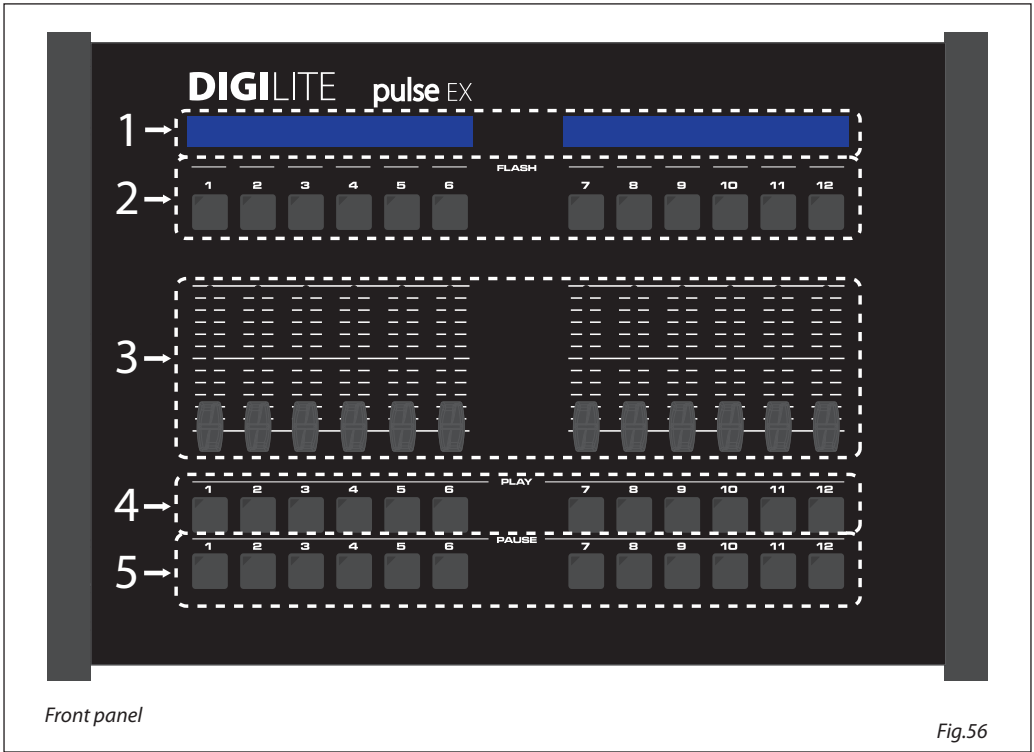 DIGILITE pulse EX
1
FLASH
2
1 2 3 4 5 6 7 8 9 10 11 12
3
PLAY
4
1 2 3 4 5 6 7 8 9 10 11 12
PAUSE
5
1 2 3 4 5 6 7 8 9 10 11 12
Front panel
Fig.56